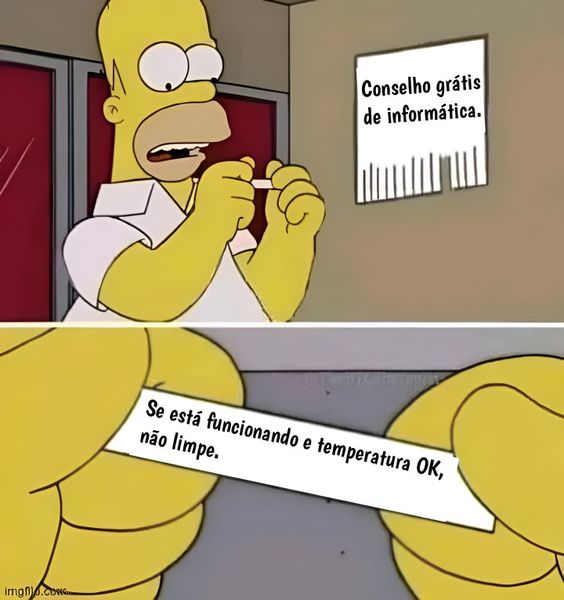 Conselho grátis
de informática.
Se está funcionando e temperatura OK,
não limpe.
imgflip.com